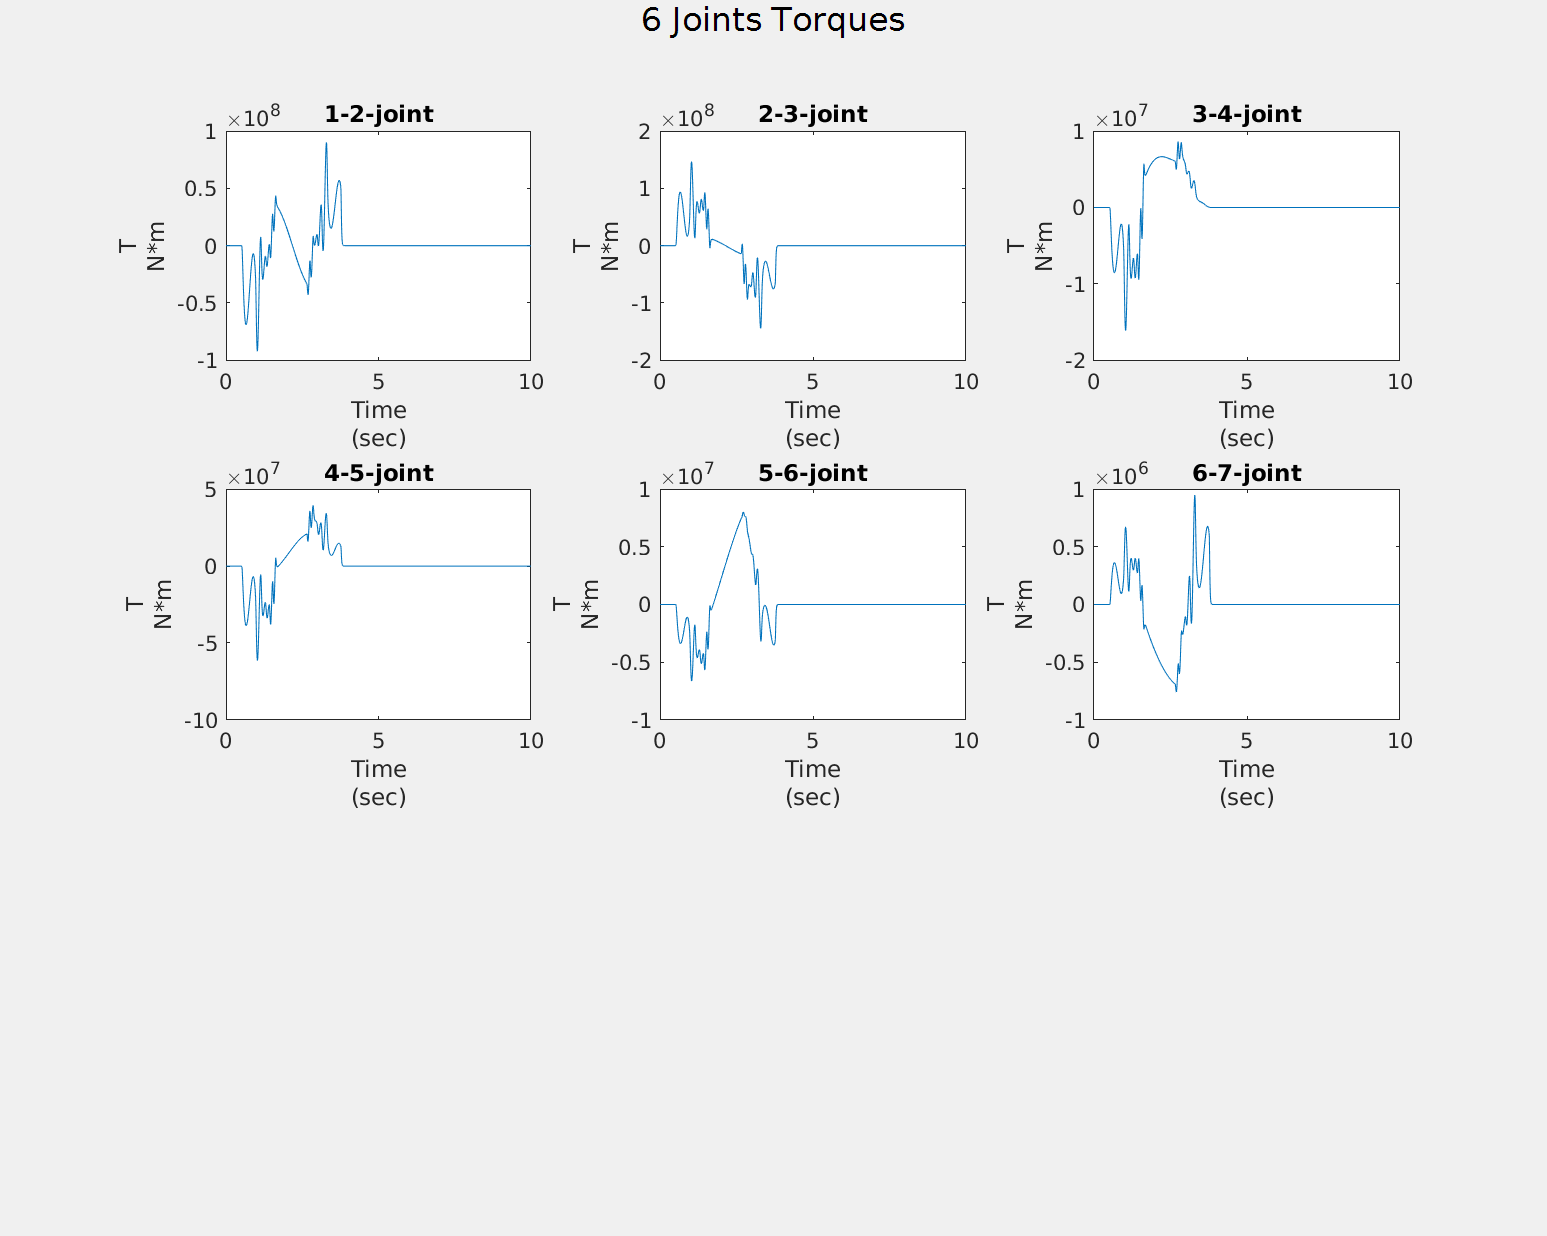 6 Joints Torques
×10^8 1-2-joint
1
0.5
0
-0.5
-1
T
N*m
0 5 10
Time
(sec)
×10^8 2-3-joint
2
1
0
-1
-2
T
N*m
0 5 10
Time
(sec)
×10^7 3-4-joint
1
0
-1
-2
T
N*m
0 5 10
Time
(sec)
×10^7 4-5-joint
5
0
-5
-10
T
N*m
0 5 10
Time
(sec)
×10^7 5-6-joint
1
0.5
0
-0.5
-1
T
N*m
0 5 10
Time
(sec)
×10^6 6-7-joint
1
0.5
0
-0.5
-1
T
N*m
0 5 10
Time
(sec)